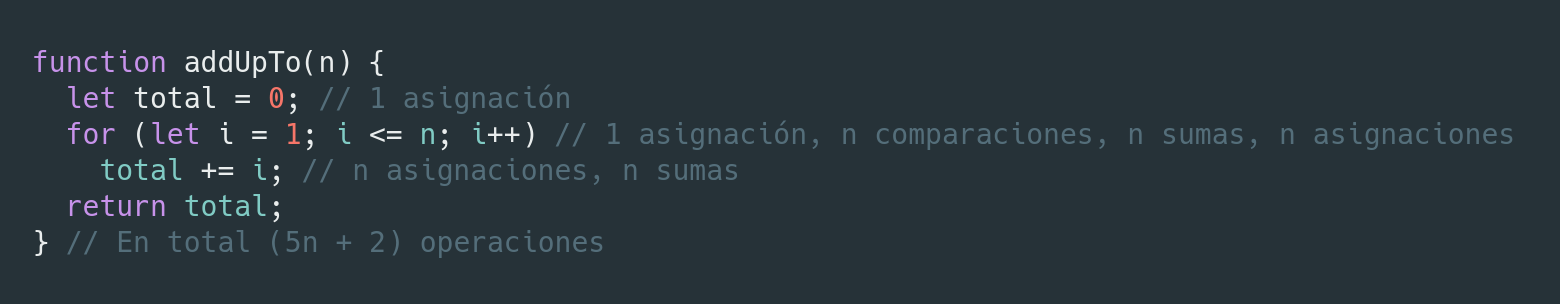 function addUpTo(n) {
  let total = 0; // 1 asignación
  for (let i = 1; i <= n; i++) // 1 asignación, n comparaciones, n sumas, n asignaciones
    total += i; // n asignaciones, n sumas
  return total;
} // En total (5n + 2) operaciones